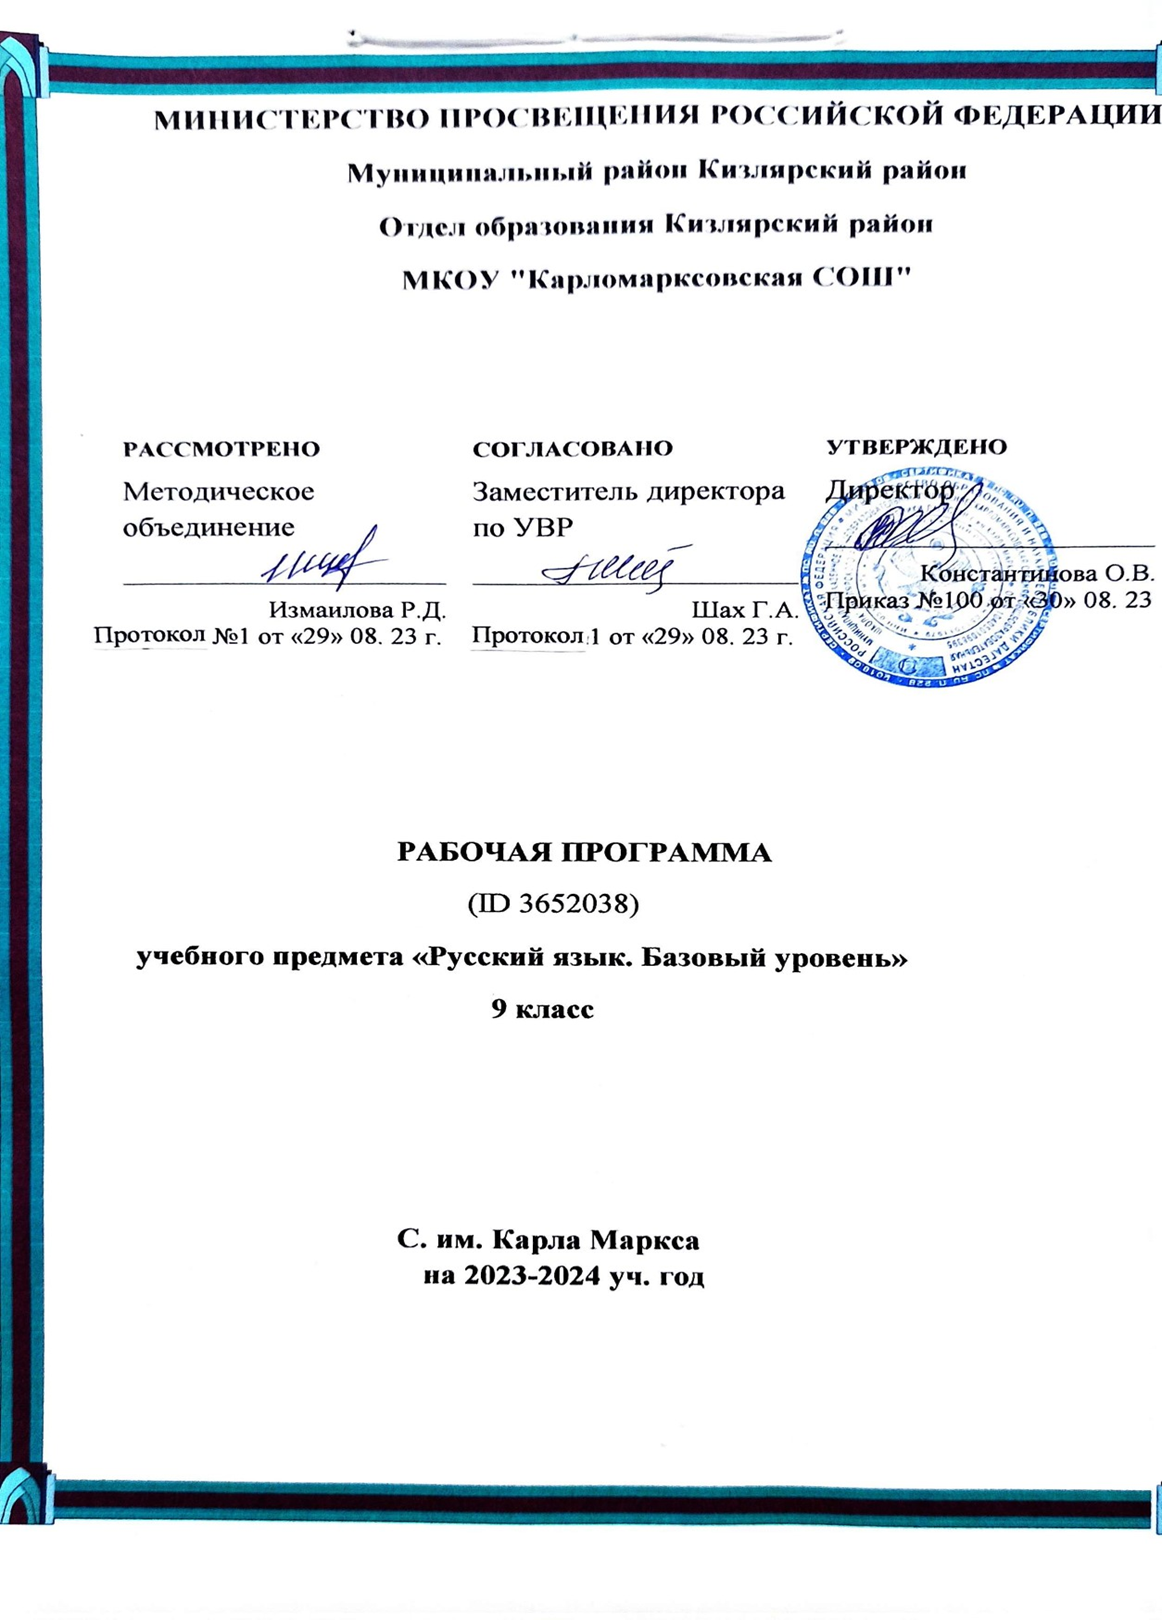 МИНИСТЕРСТВО ПРОСВЕЩЕНИЯ РОССИЙСКОЙ ФЕДЕРАЦИИ
Муниципальный район Кизлярский район
Отдел образования Кизлярский район
МКОУ "Карломарксовская СОШ"
РАССМОТРЕНО
Методическое
объединение
Измаилова Р.Д.
Протокол №1 от «29» 08. 23 г.
СОГЛАСОВАНО
Заместитель директора
по УВР
Шах Г.А.
Протокол 1 от «29» 08. 23 г.
УТВЕРЖДЕНО
Директор
Константинова О.В.
Приказ №100 от «30» 08. 23
РАБОЧАЯ ПРОГРАММА
(ID 3652038)
учебного предмета «Русский язык. Базовый уровень»
9 класс
С. им. Карла Маркса
на 2023-2024 уч. год